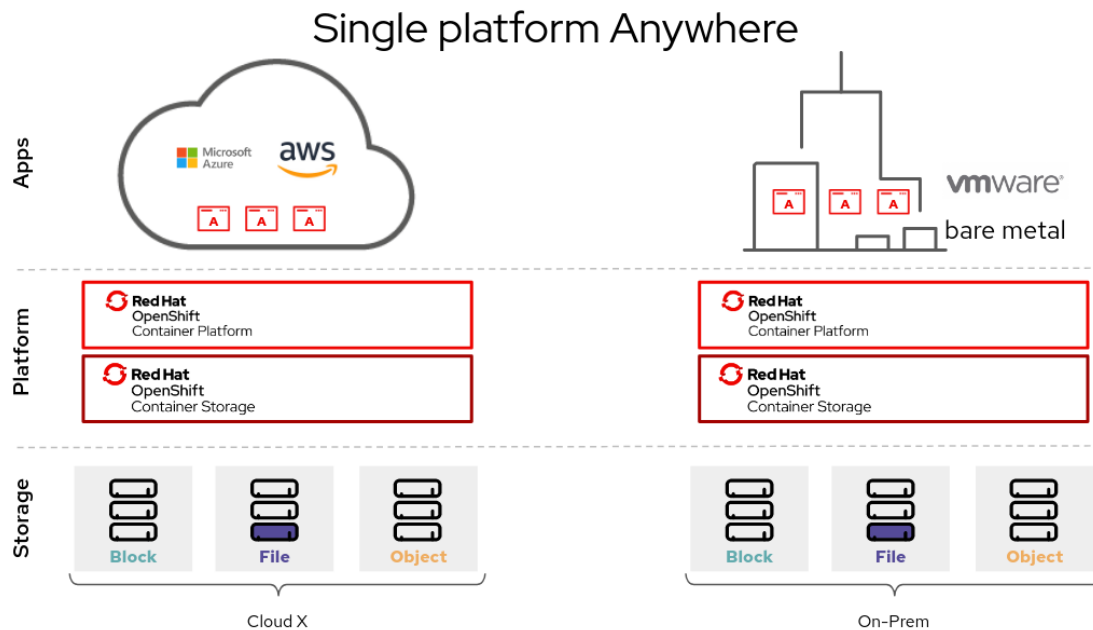 Single platform Anywhere
Apps
Microsoft
Azure
aws
A
A
A
A
A
A
vmware®
bare metal
Platform
Red Hat
OpenShift
Container Platform
Red Hat
OpenShift
Container Storage
Red Hat
OpenShift
Container Platform
Red Hat
OpenShift
Container Storage
Storage
Block
File
Object
Block
File
Object
Cloud X
On-Prem